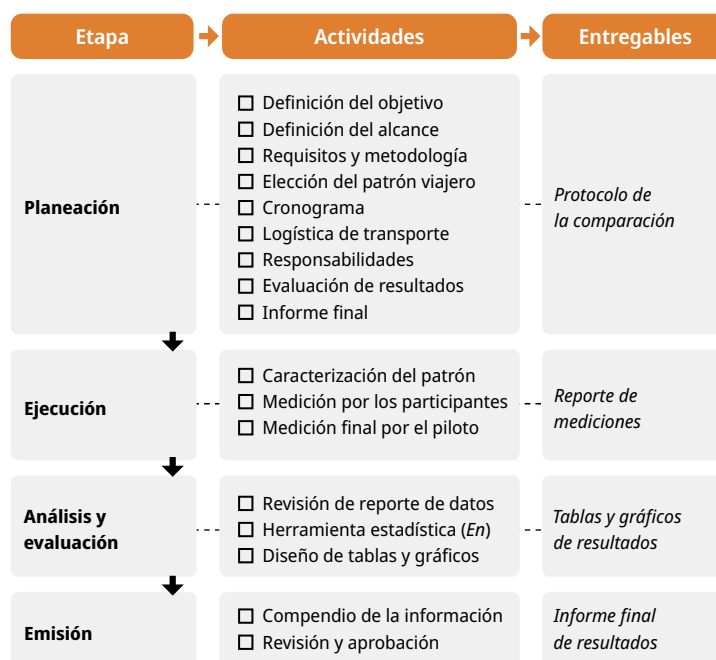 Etapa
Actividades
Entregables
Planeación
Definición del objetivo
Definición del alcance
Requisitos y metodología
Elección del patrón viajero
Cronograma
Logística de transporte
Responsabilidades
Evaluación de resultados
Informe final
Protocolo de
la comparación
Ejecución
Caracterización del patrón
Medición por los participantes
Medición final por el piloto
Reporte de
mediciones
Análisis y
evaluación
Revisión de reporte de datos
Herramienta estadística (En)
Diseño de tablas y gráficos
Tablas y gráficos
de resultados
Emisión
Compendio de la información
Revisión y aprobación
Informe final
de resultados